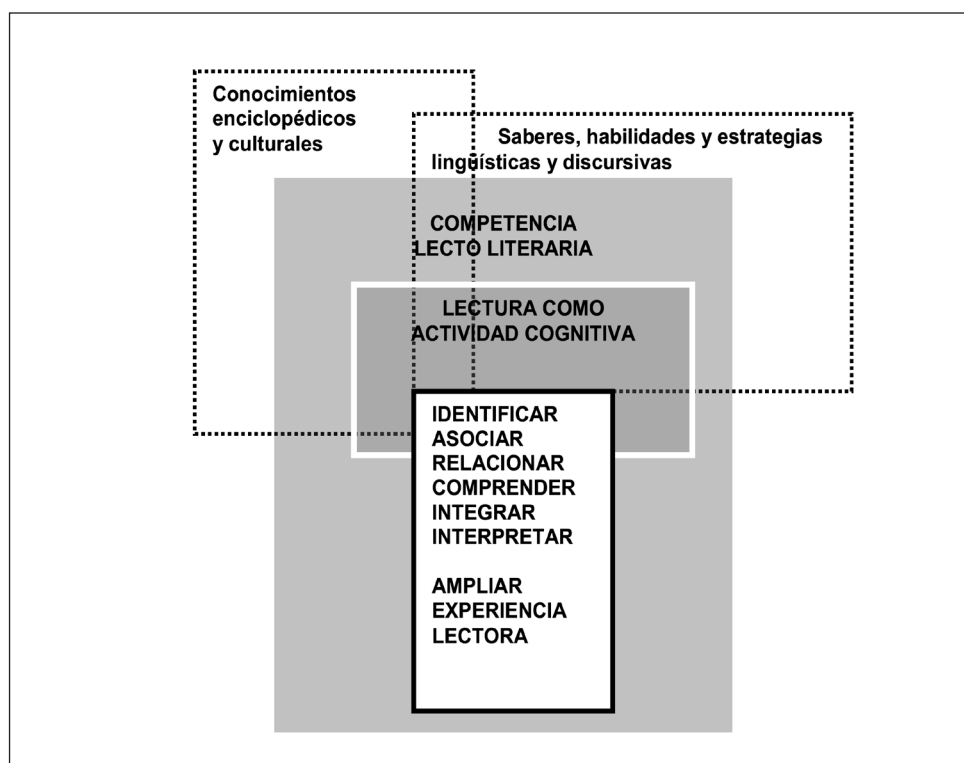 Conocimientos
enciclopédicos
y culturales
Saberes, habilidades y estrategias
lingüísticas y discursivas
COMPETENCIA
LECTO LITERARIA
LECTURA COMO
ACTIVIDAD COGNITIVA
IDENTIFICAR
ASOCIAR
RELACIONAR
COMPRENDER
INTEGRAR
INTERPRETAR
AMPLIAR
EXPERIENCIA
LECTORA